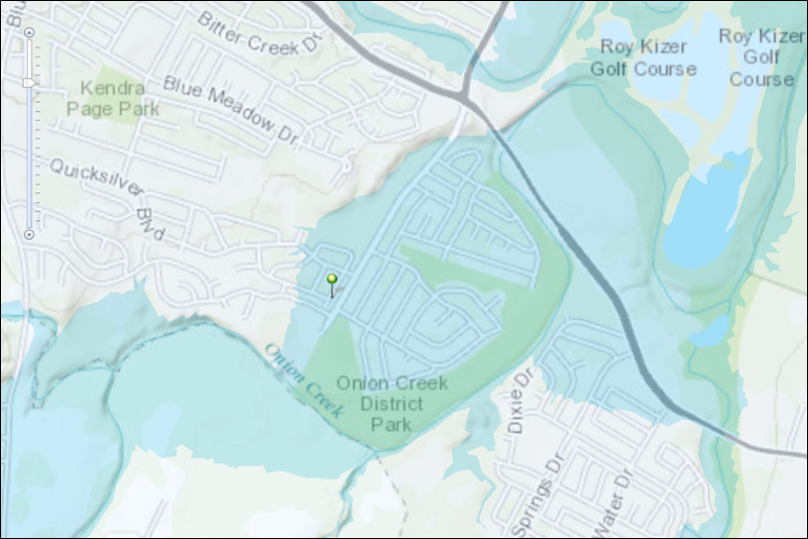 Blu
Bitter Creek Dr
Roy Kizer
Golf Course
Roy Kizer
Golf
Course
Kendra
Page Park
Blue Meadow Dr
Quicksilver
Blvd
Onion Creek
Onion Creek
District
Park
Dixie Dr
Springs Dr
Water Dr